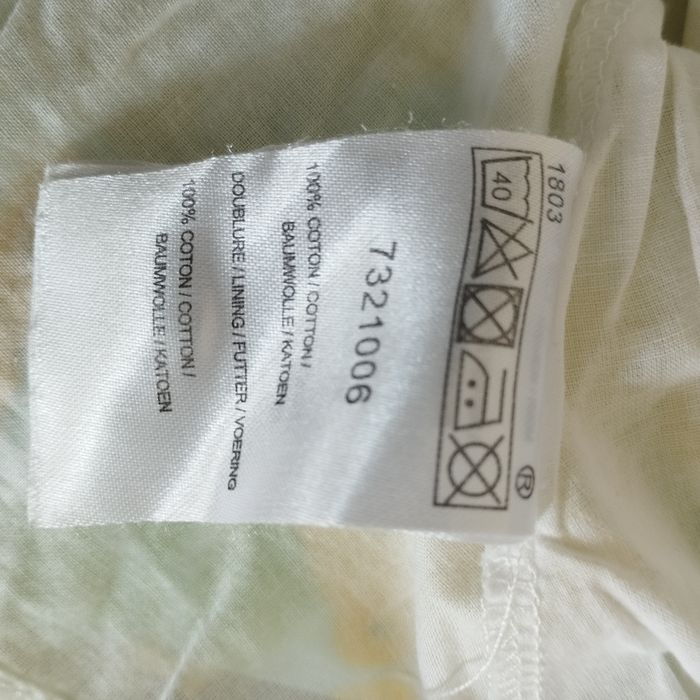 1803
40
®
7321006
100% COTON / COTTON /
BAUMWOLLE / KATOEN
DOUBLURE / LINING / FUTTER / VOERING
100% COTON / COTTON /
BAUMWOLLE / KATOEN